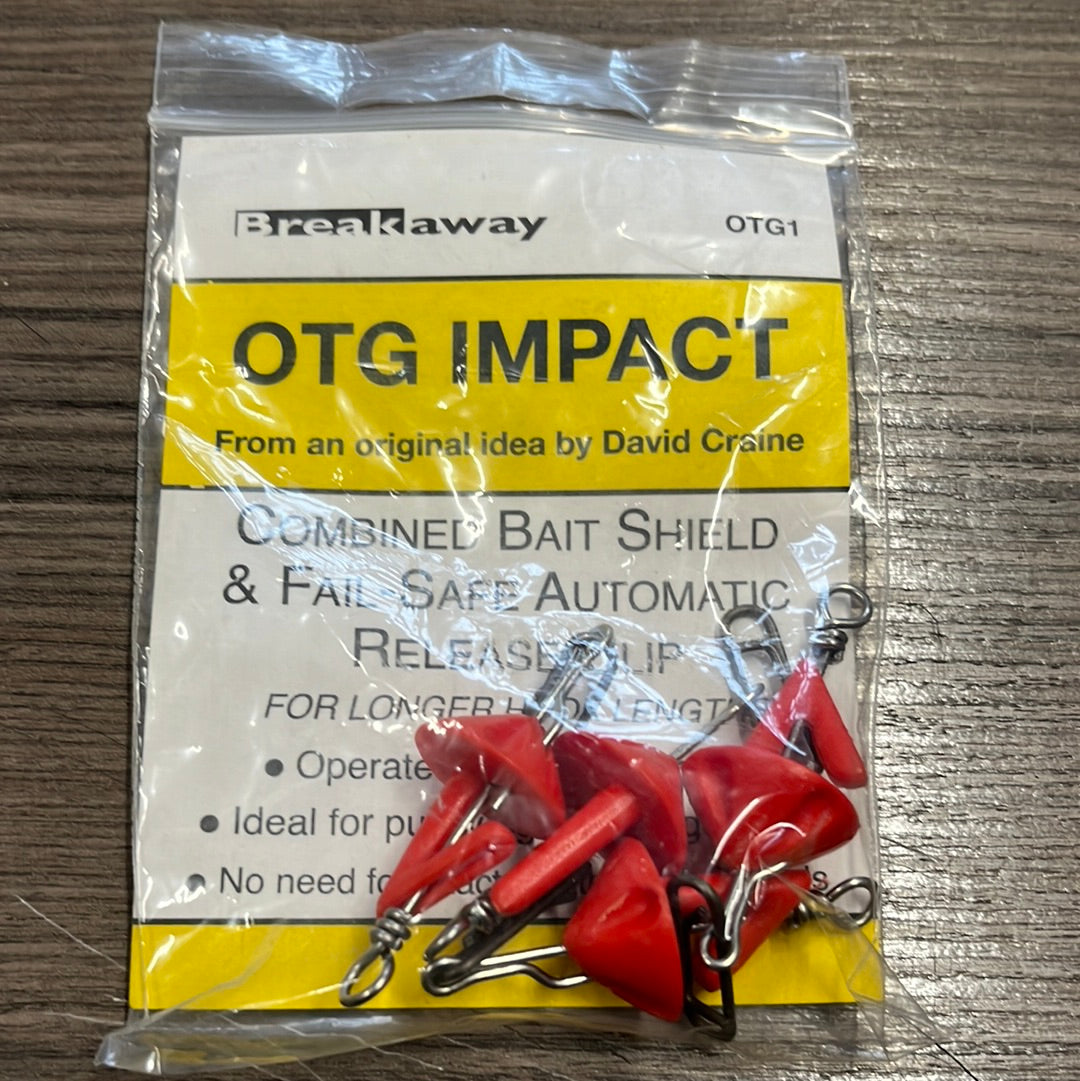 Breakaway
OTG1
OTG IMPACT
From an original idea by David Craine
COMBINED BAIT SHIELD
& FAIL-SAFE AUTOMATIC
RELEASE
FOR LONGER
• Operate
• Ideal for
• No need